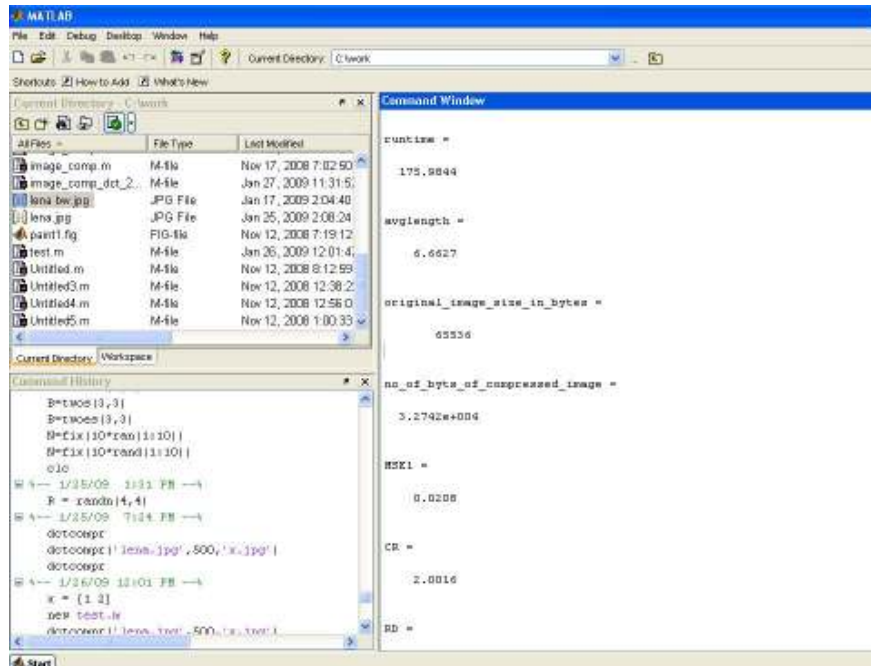 MATLAB
File Edit Debug Desktop Window Help
Current Directory: C:\work
Shortcuts How to Add What's New
Current Directory - C:\work
All Files File Type Last Modified
image_comp.m M-file Nov 17, 2008 7:02:50
image_comp_dct_2... M-file Jan 27, 2009 11:31:5
lena bw.jpg JPG File Jan 17, 2009 2:04:40
lena.jpg JPG File Jan 25, 2009 2:08:24
paint1.fig FIG-file Nov 12, 2008 7:19:12
test.m M-file Jan 26, 2009 12:01:4
Untitled.m M-file Nov 12, 2008 8:12:59
Untitled3.m M-file Nov 12, 2008 12:38:2
Untitled4.m M-file Nov 12, 2008 12:56:0
Untitled5.m M-file Nov 12, 2008 1:00:33
Current Directory Workspace
Command History
B=twos(3,3)
B=twoes(3,3)
N=fix(10*ran(1:10))
N=fix(10*rand(1:10))
clc
%-- 1/25/09 1:31 PM --%
R = randn(4,4)
%-- 1/25/09 7:24 PM --%
dctcompr
dctcompr('lena.jpg',500,'x.jpg')
dctcompr
%-- 1/26/09 12:01 PM --%
x = [1 2]
new test.m
dctcompr('lena.jpg',500,'x.jpg')
Start
Command Window
runtime =
175.9844
avglength =
6.6627
original_image_size_in_bytes =
65536
no_of_byts_of_compressed_image =
3.2742e+004
MSE1 =
0.0208
CR =
2.0016
RD =